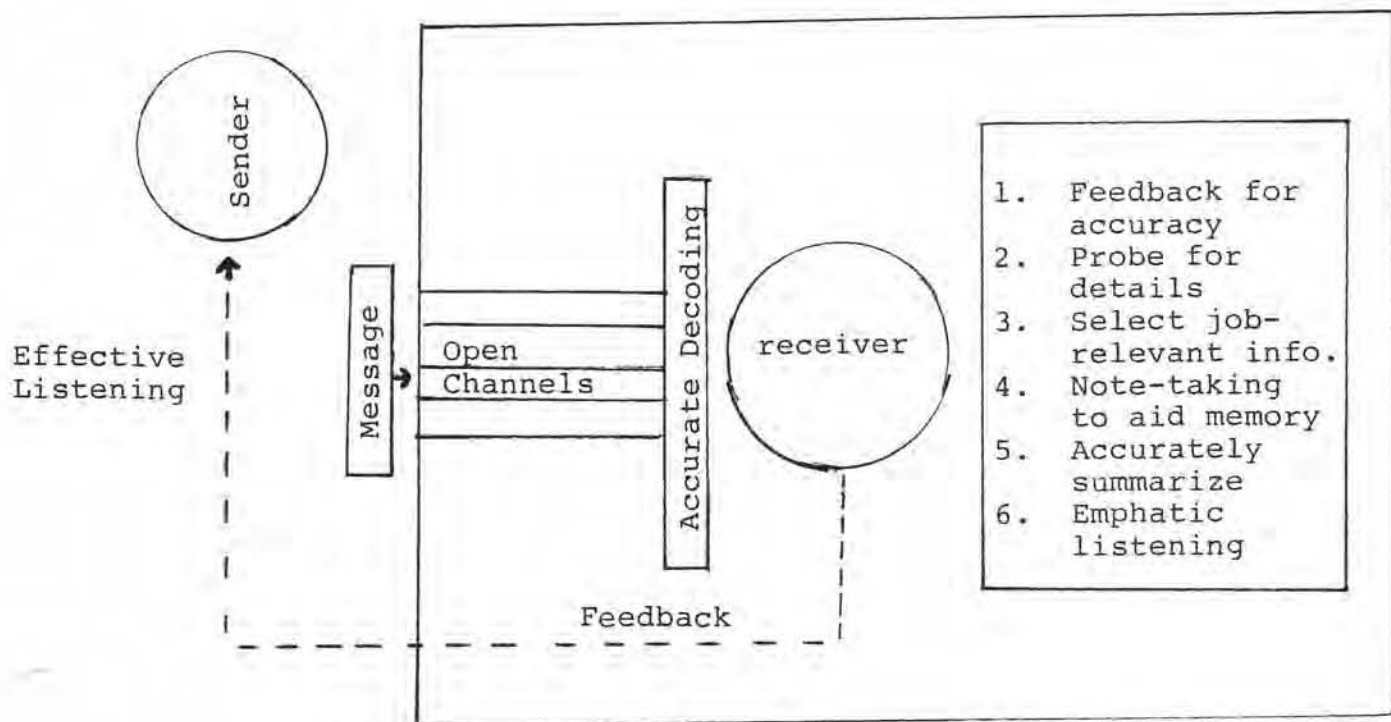 Sender
Effective
Listening
Message
Open
Channels
Accurate Decoding
receiver
Feedback
1. Feedback for
accuracy
2. Probe for
details
3. Select job-
relevant info.
4. Note-taking
to aid memory
5. Accurately
summarize
6. Emphatic
listening